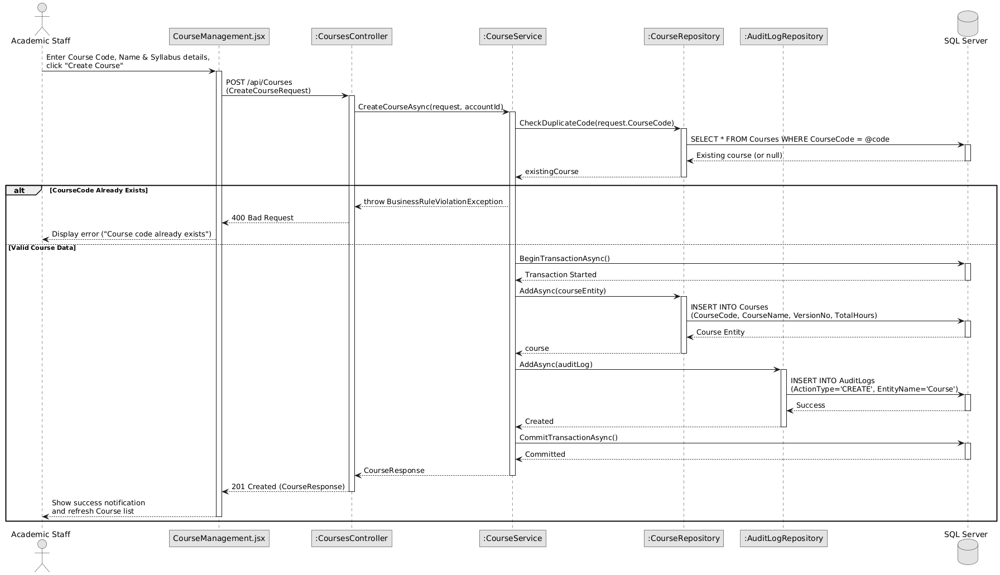 Academic Staff
CourseManagement.jsx
:CoursesController
:CourseService
:CourseRepository
:AuditLogRepository
SQL Server
Enter Course Code, Name & Syllabus details,
click "Create Course"
POST /api/Courses
(CreateCourseRequest)
CreateCourseAsync(request, accountId)
CheckDuplicateCode(request.CourseCode)
SELECT * FROM Courses WHERE CourseCode = @code
Existing course (or null)
existingCourse
alt
[CourseCode Already Exists]
throw BusinessRuleViolationException
400 Bad Request
Display error ("Course code already exists")
[Valid Course Data]
BeginTransactionAsync()
Transaction Started
AddAsync(courseEntity)
INSERT INTO Courses
(CourseCode, CourseName, VersionNo, TotalHours)
Course Entity
course
AddAsync(auditLog)
INSERT INTO AuditLogs
(ActionType='CREATE', EntityName='Course')
Success
Created
CommitTransactionAsync()
Committed
CourseResponse
201 Created (CourseResponse)
Show success notification
and refresh Course list
Academic Staff
CourseManagement.jsx
:CoursesController
:CourseService
:CourseRepository
:AuditLogRepository
SQL Server